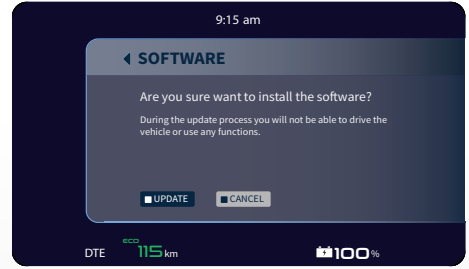 9:15 am
SOFTWARE
Are you sure want to install the software?
During the update process you will not be able to drive the
vehicle or use any functions.
UPDATE CANCEL
DTE ECO 115 km 100%